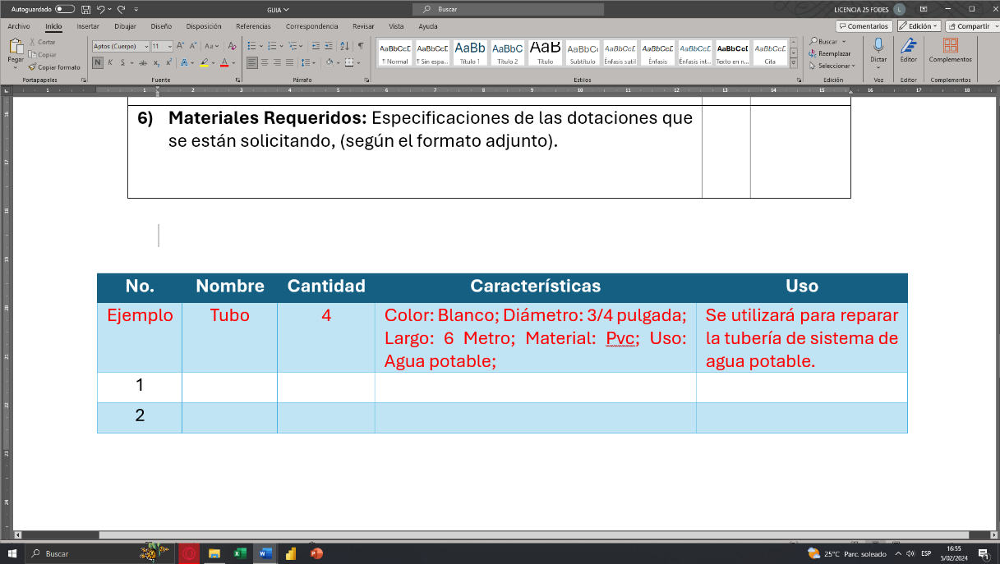 Autoguardado
GUIA
Buscar
LICENCIA 25 FODES
L
Archivo Inicio Insertar Dibujar Diseño Disposición Referencias Correspondencia Revisar Vista Ayuda
Comentarios Edición Compartir
Pegar
Cortar
Copiar
Copiar formato
Portapapeles
Aptos (Cuerpo) 11
N K S
Fuente
Párrafo
AaBbCcD AaBbCcD AaBb AaBbC AaB AaBbCc AaBbCcD AaBbCcD AaBbCcD AaBbCcD AaBbCcD
Normal Sin espa... Título 1 Título 2 Título Subtítulo Énfasis sutil Énfasis Énfasis int... Texto en n... Cita
Estilos
Buscar
Reemplazar
Seleccionar
Edición
Dictar
Voz
Editor
Editor
Complementos
Complementos
6) Materiales Requeridos: Especificaciones de las dotaciones que
se están solicitando, (según el formato adjunto).
No. Nombre Cantidad Características Uso
Ejemplo Tubo 4 Color: Blanco; Diámetro: 3/4 pulgada; Se utilizará para reparar
Largo: 6 Metro; Material: Pvc; Uso: la tubería de sistema de
Agua potable; agua potable.
1
2
Buscar
25°C Parc. soleado
ESP
16:55
5/02/2024